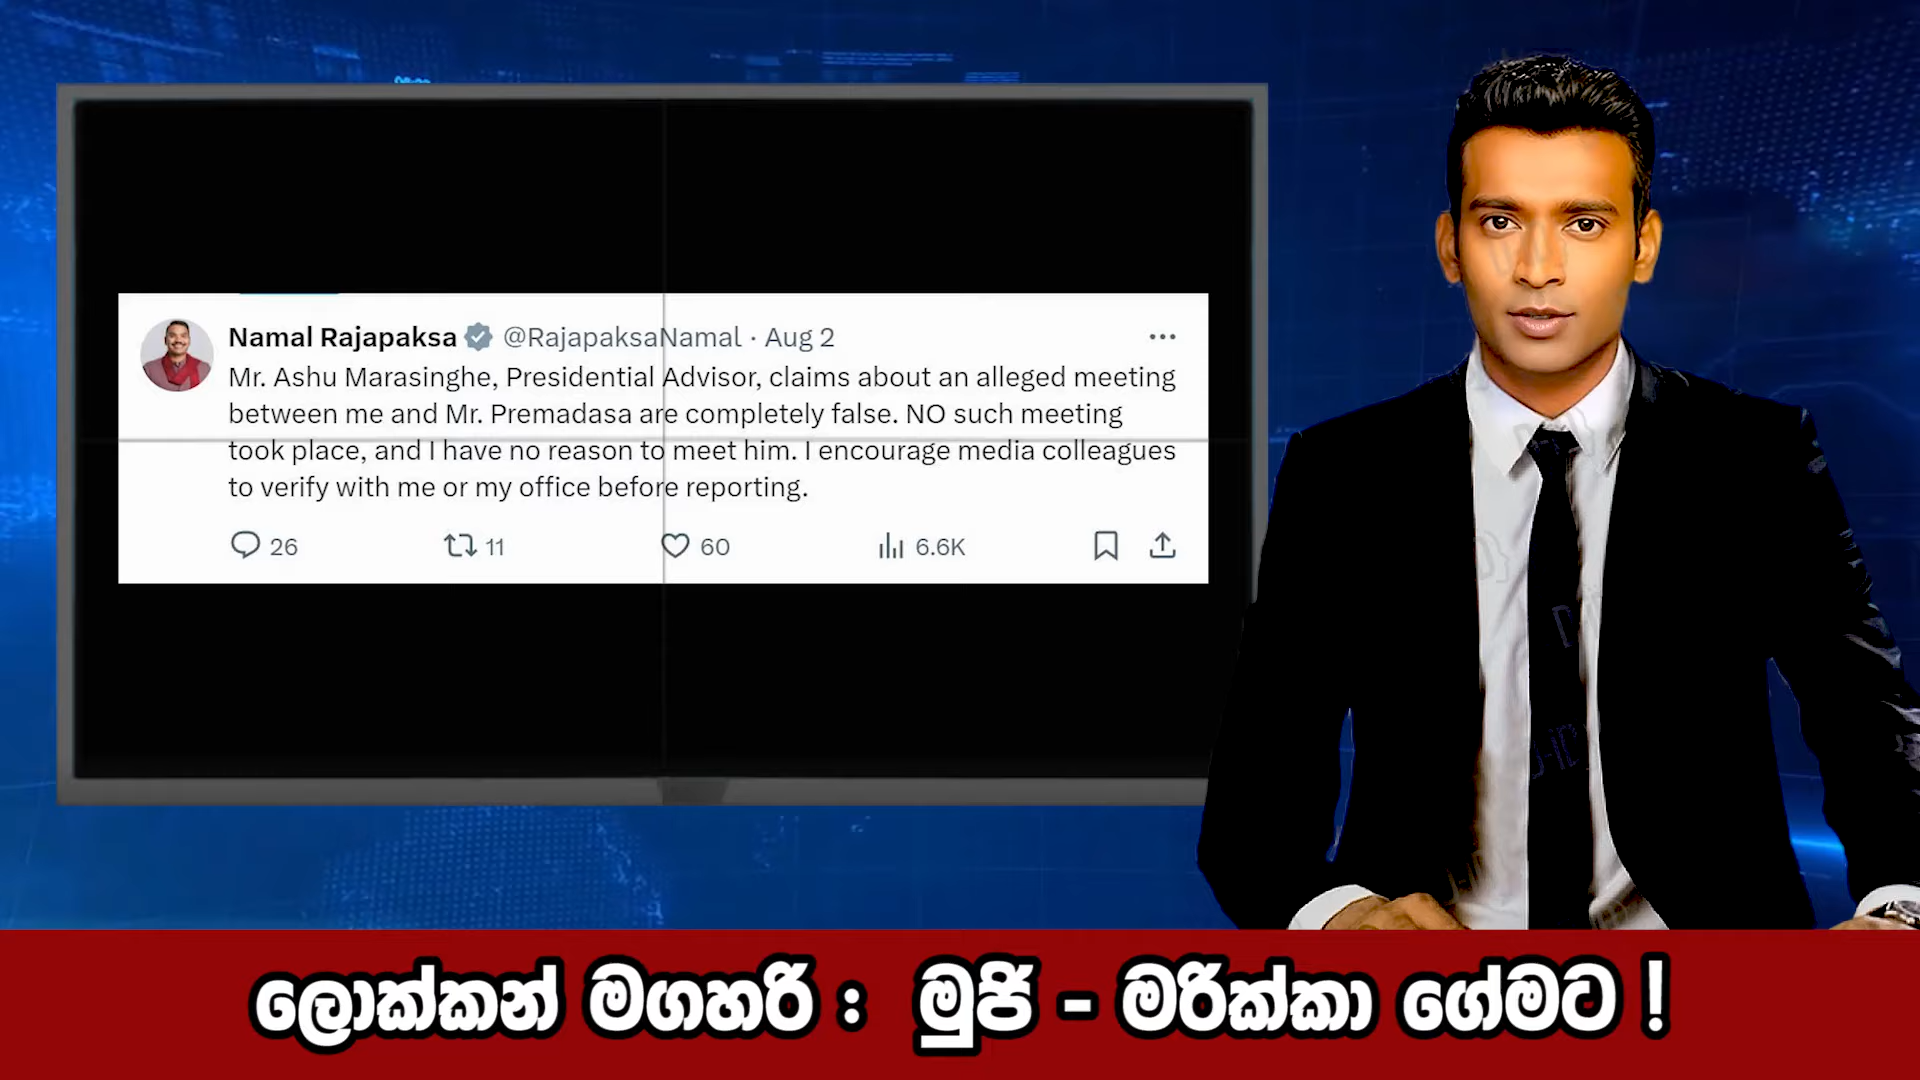 Namal Rajapaksa @RajapaksaNamal · Aug 2
Mr. Ashu Marasinghe, Presidential Advisor, claims about an alleged meeting
between me and Mr. Premadasa are completely false. NO such meeting
took place, and I have no reason to meet him. I encourage media colleagues
to verify with me or my office before reporting.
26 11 60 6.6K
ලොක්කන් මගහරි : මුජී - මරික්කා ගේමට !